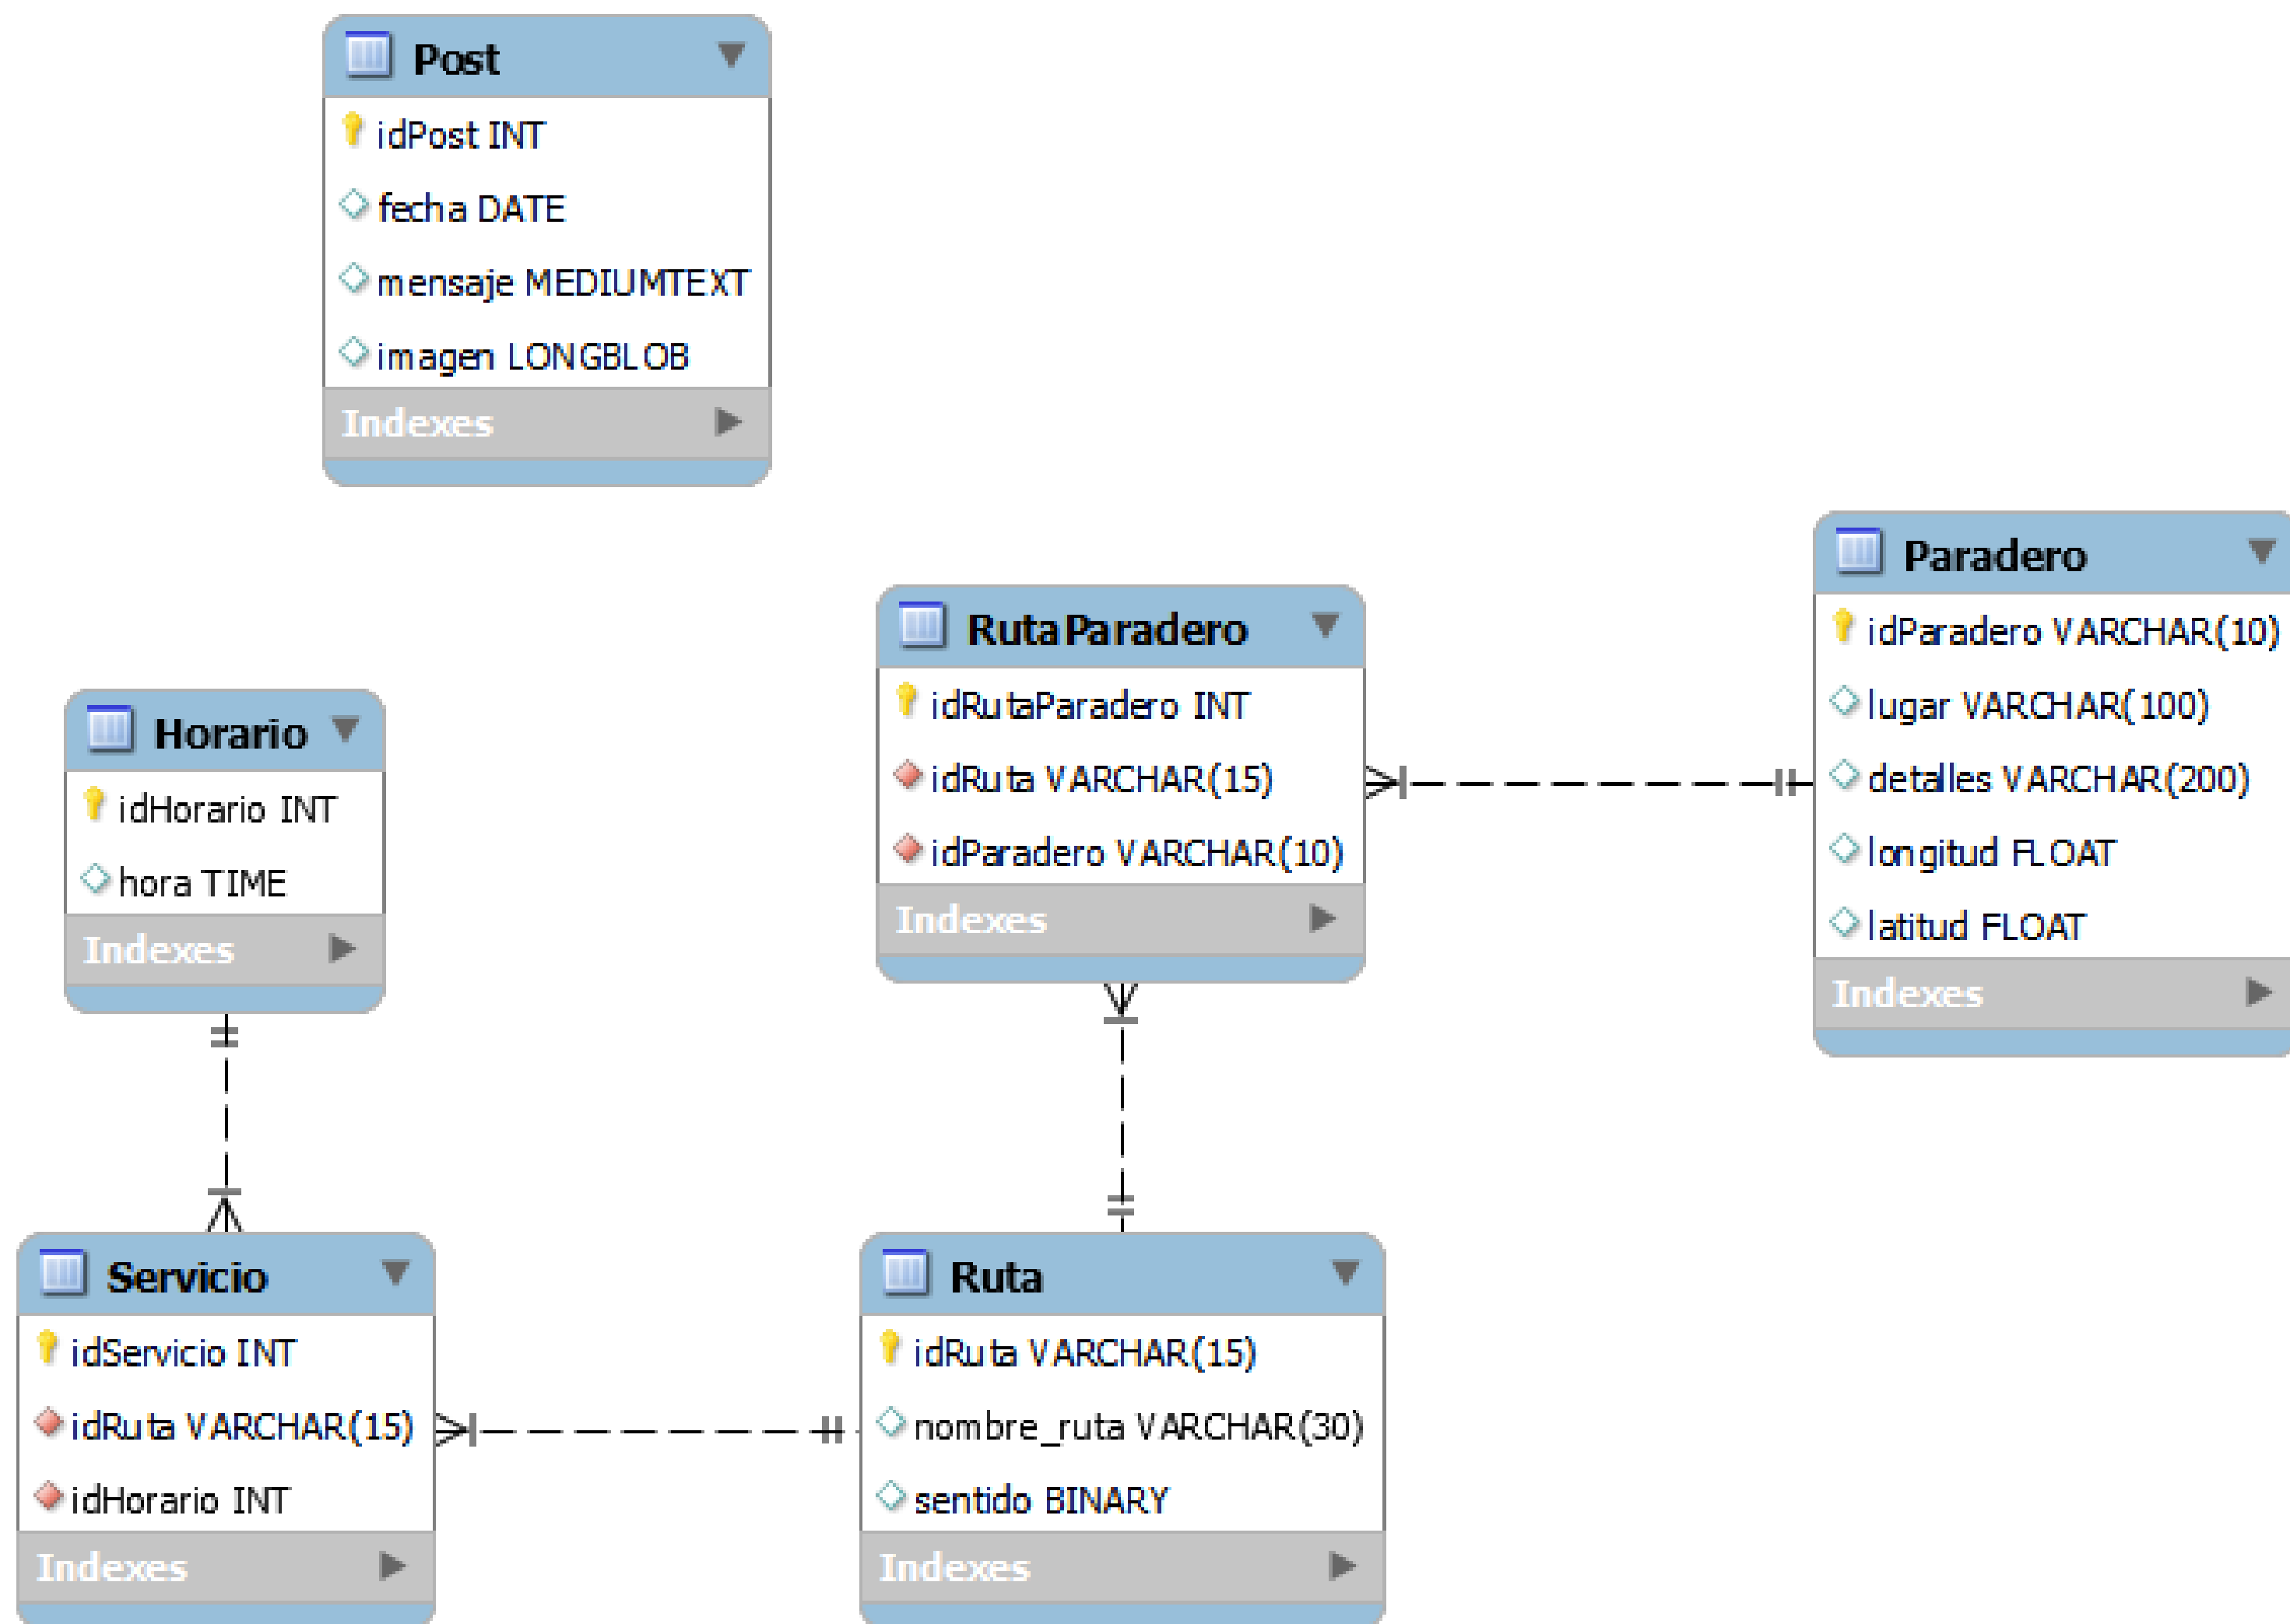 Post
idPost INT
fecha DATE
mensaje MEDIUMTEXT
imagen LONGBLOB
Indexes
Paradero
idParadero VARCHAR(10)
lugar VARCHAR(100)
detalles VARCHAR(200)
longitud FLOAT
latitud FLOAT
Indexes
RutaParadero
idRutaParadero INT
idRuta VARCHAR(15)
idParadero VARCHAR(10)
Indexes
Horario
idHorario INT
hora TIME
Indexes
Servicio
idServicio INT
idRuta VARCHAR(15)
idHorario INT
Indexes
Ruta
idRuta VARCHAR(15)
nombre_ruta VARCHAR(30)
sentido BINARY
Indexes